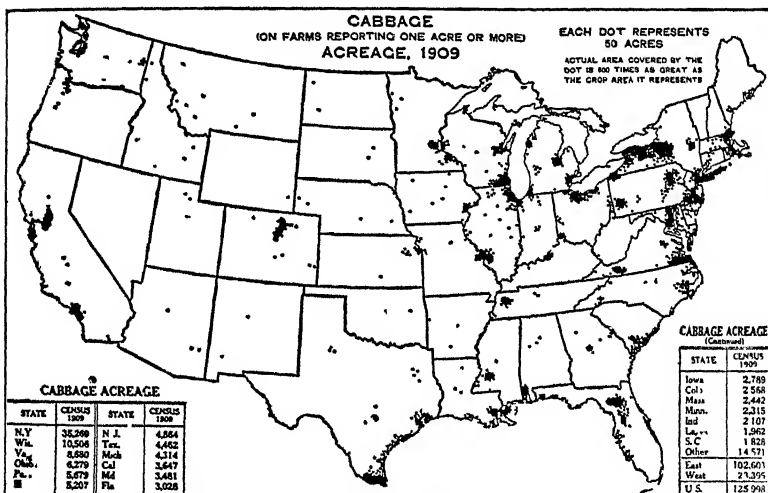 CABBAGE
(ON FARMS REPORTING ONE ACRE OR MORE)
ACREAGE, 1909
EACH DOT REPRESENTS
50 ACRES
ACTUAL AREA COVERED BY THE
DOT IS 800 TIMES AS GREAT AS
THE CROP AREA IT REPRESENTS
CABBAGE ACREAGE
STATE CENSUS 1909 STATE CENSUS 1909
N.Y 35,269 N J. 4,864
Wis. 10,506 Tex. 4,462
Va. 8,680 Mich 4,314
Ohio. 6,279 Cal 3,647
Pa. 5,679 Md 3,481
5,207 Fla 3,028
CABBAGE ACREAGE
(Continued)
STATE CENSUS 1909
Iowa 2,789
Colo 2 568
Mass 2,442
Minn. 2,315
Ind 2 107
1,962
S. C 1 828
Other 14 571
East 102,603
West 23,395
U S. 125 998